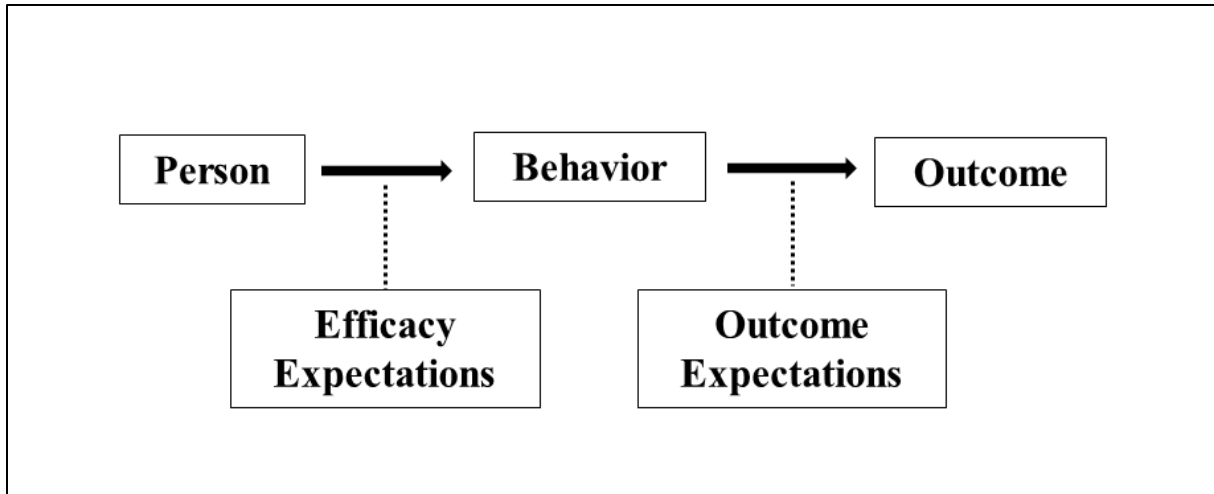 Person
Behavior
Outcome
Efficacy
Expectations
Outcome
Expectations